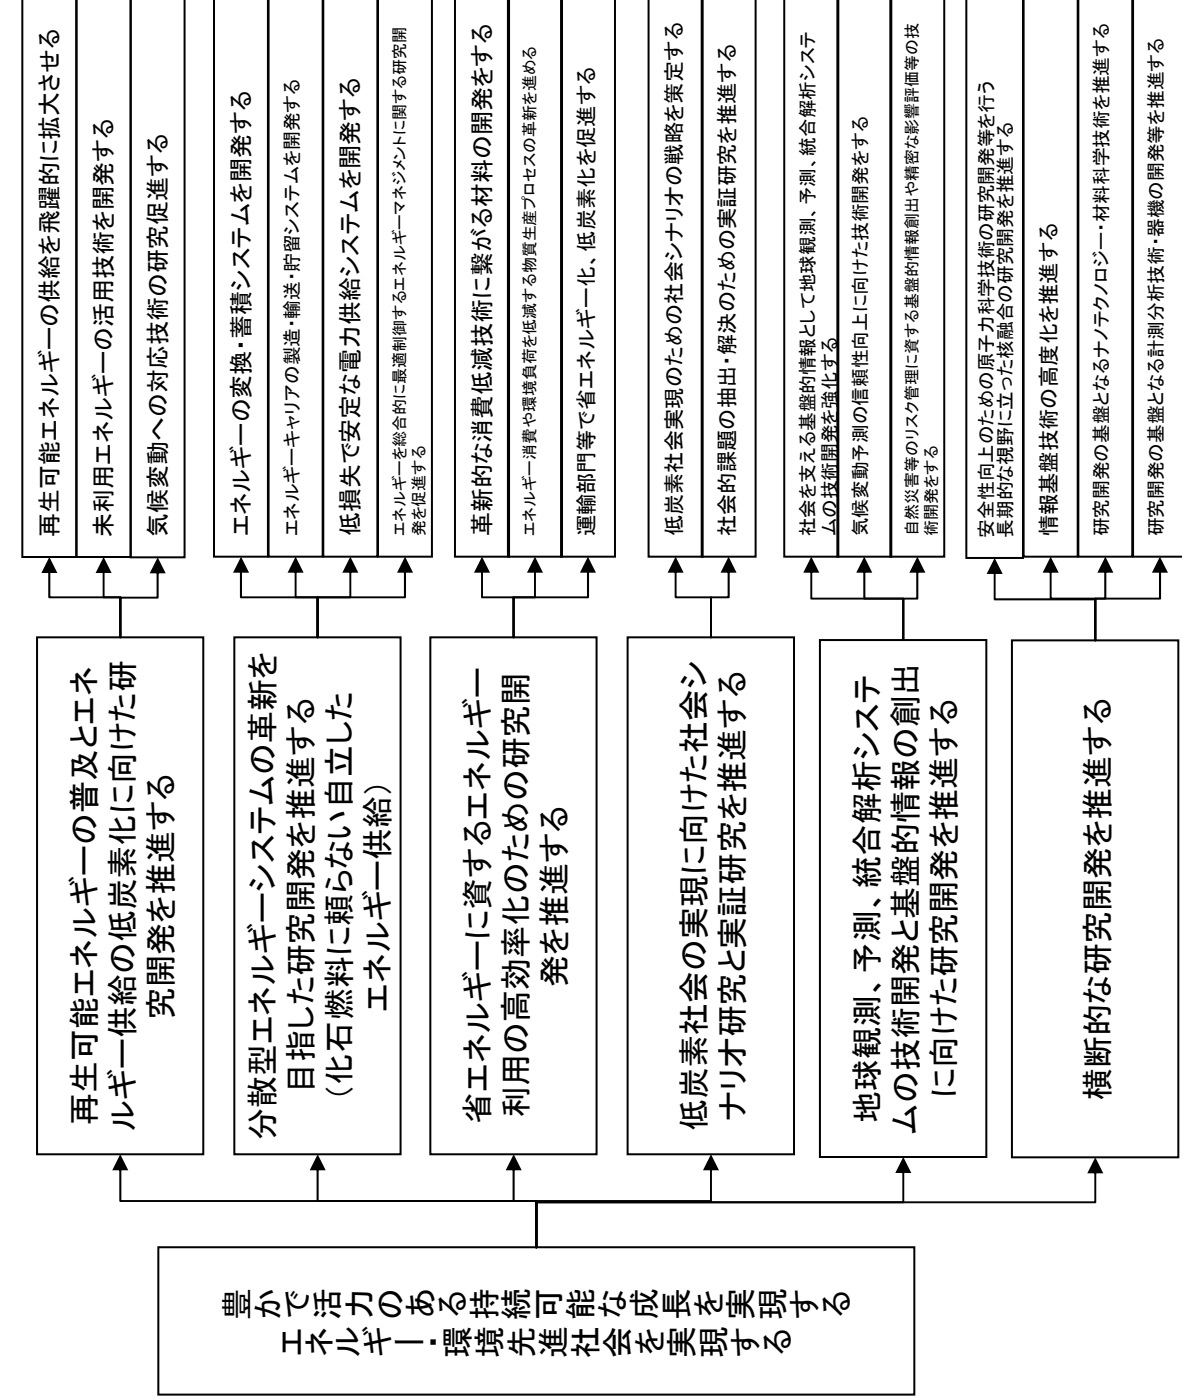 豊かで活力のある持続可能な成長を実現する
エネルギー・環境先進社会を実現する
再生可能エネルギーの普及とエネ
ルギー供給の低炭素化に向けた研
究開発を推進する
再生可能エネルギーの供給を飛躍的に拡大させる
未利用エネルギーの活用技術を開発する
気候変動への対応技術の研究促進する
分散型エネルギーシステムの革新を
目指した研究開発を推進する
(化石燃料に頼らない自立した
エネルギー供給)
エネルギーの変換・蓄積システムを開発する
エネルギーキャリアの製造・輸送・貯留システムを開発する
低損失で安定な電力供給システムを開発する
エネルギーを総合的に最適制御するエネルギーマネジメントに関する研究開
発を促進する
省エネルギーに資するエネルギー
利用の高効率化のための研究開
発を推進する
革新的な消費低減技術に繋がる材料の開発をする
エネルギー消費や環境負荷を低減する物質生産プロセスの革新を進める
運輸部門等で省エネルギー化、低炭素化を促進する
低炭素社会の実現に向けた社会シ
ナリオ研究と実証研究を推進する
低炭素社会実現のための社会シナリオの戦略を策定する
社会的課題の抽出・解決のための実証研究を推進する
地球観測、予測、統合解析システ
ムの技術開発と基盤的情報の創出
に向けた研究開発を推進する
社会を支える基盤的情報として地球観測、予測、統合解析システ
ムの技術開発を強化する
気候変動予測の信頼性向上に向けた技術開発をする
自然災害等のリスク管理に資する基盤的情報創出や精密な影響評価等の技
術開発をする
横断的な研究開発を推進する
安全性向上のための原子力科学技術の研究開発等を行う
長期的な視野に立った核融合の研究開発を推進する
情報基盤技術の高度化を推進する
研究開発の基盤となるナノテクノロジー・材料科学技術を推進する
研究開発の基盤となる計測分析技術・器機の開発等を推進する